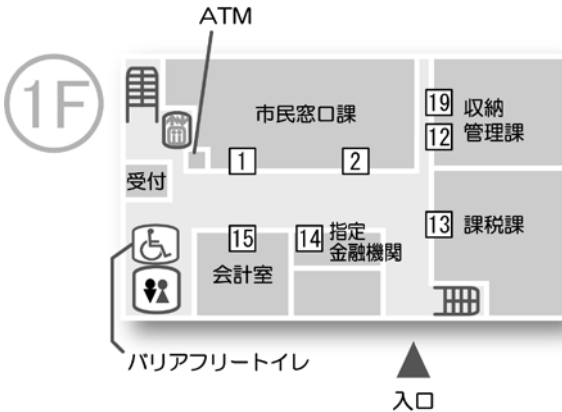 ATM
1F
市民窓口課
19 収納
12 管理課
1
2
受付
13 課税課
15
14 指定
金融機関
会計室
バリアフリートイレ
入口